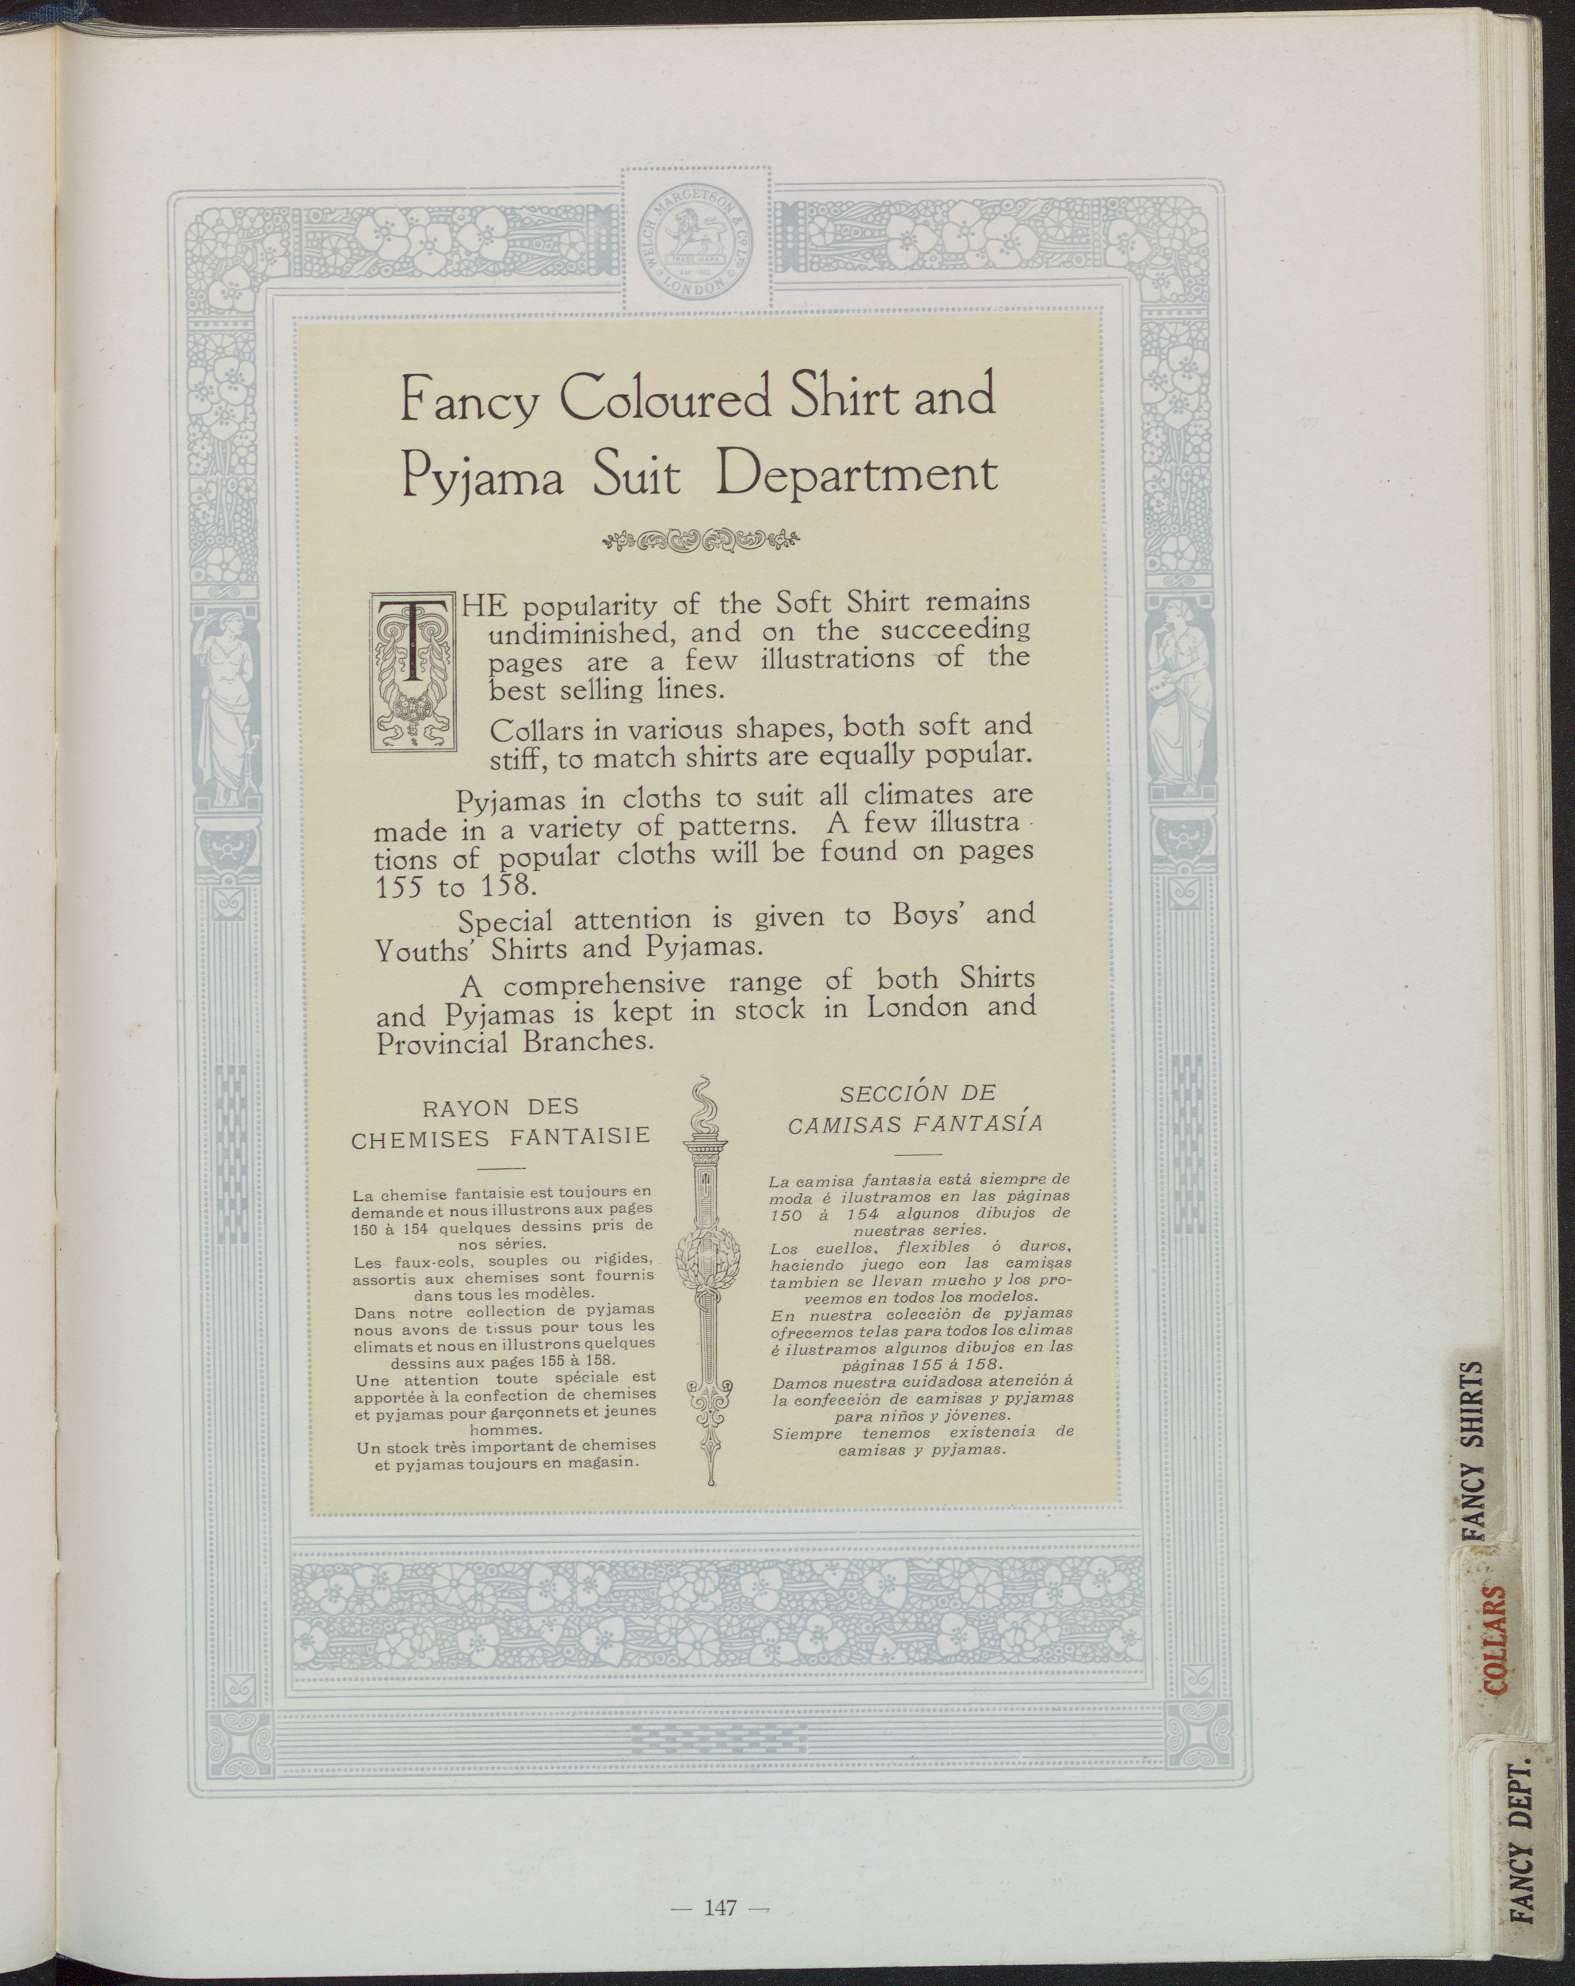 WELCH MARGETSON & CO LTD
TRADE MARK
LONDON
Fancy Coloured Shirt and
Pyjama Suit Department
THE popularity of the Soft Shirt remains
undiminished, and on the succeeding
pages are a few illustrations of the
best selling lines.
Collars in various shapes, both soft and
stiff, to match shirts are equally popular.
Pyjamas in cloths to suit all climates are
made in a variety of patterns. A few illustra-
tions of popular cloths will be found on pages
155 to 158.
Special attention is given to Boys' and
Youths' Shirts and Pyjamas.
A comprehensive range of both Shirts
and Pyjamas is kept in stock in London and
Provincial Branches.
RAYON DES
CHEMISES FANTAISIE
La chemise fantaisie est toujours en
demande et nous illustrons aux pages
150 à 154 quelques dessins pris de
nos séries.
Les faux-cols, souples ou rigides,
assortis aux chemises sont fournis
dans tous les modèles.
Dans notre collection de pyjamas
nous avons de tissus pour tous les
climats et nous en illustrons quelques
dessins aux pages 155 à 158.
Une attention toute spéciale est
apportée à la confection de chemises
et pyjamas pour garçonnets et jeunes
hommes.
Un stock très important de chemises
et pyjamas toujours en magasin.
SECCIÓN DE
CAMISAS FANTASÍA
La camisa fantasia está siempre de
moda é ilustramos en las páginas
150 á 154 algunos dibujos de
nuestras series.
Los cuellos, flexibles ó duros,
haciendo juego con las camisas
tambien se llevan mucho y los pro-
veemos en todos los modelos.
En nuestra colección de pyjamas
ofrecemos telas para todos los climas
é ilustramos algunos dibujos en las
páginas 155 á 158.
Damos nuestra cuidadosa atención á
la confección de camisas y pyjamas
para niños y jóvenes.
Siempre tenemos existencia de
camisas y pyjamas.
FANCY SHIRTS
COLLARS
FANCY DEPT.
— 147 —